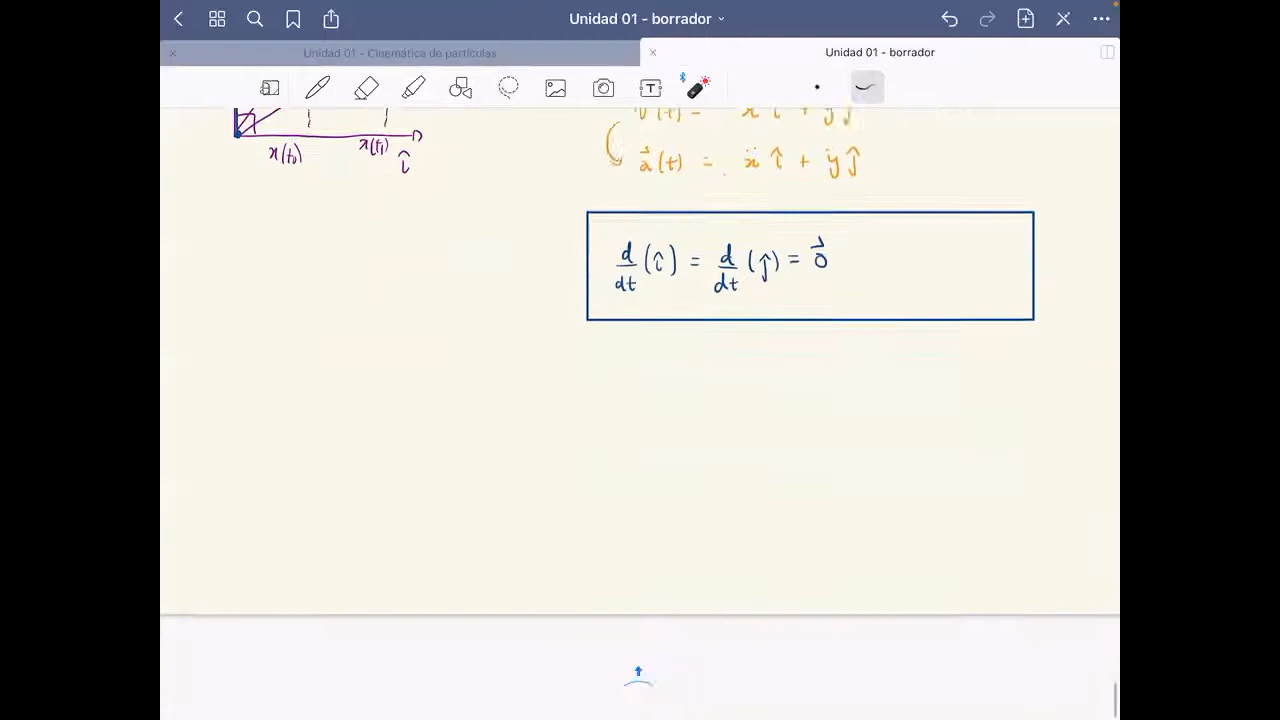 Unidad 01 - borrador
Unidad 01 - Cinemática de partículas
Unidad 01 - borrador
T
x(t₀) x(t₁)
î
v(t) = ẋ î + ẏ ĵ
a⃗(t) = ẍ î + ÿ ĵ
d/dt (î) = d/dt (ĵ) = 0⃗